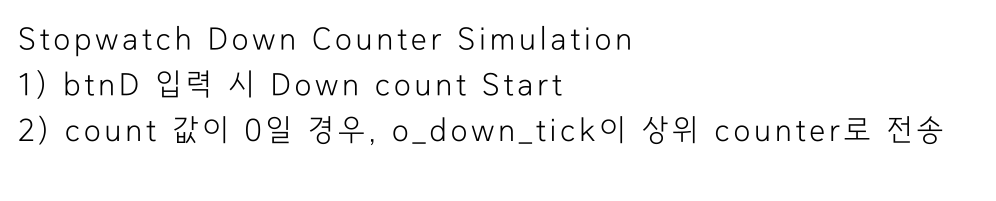 Stopwatch Down Counter Simulation
1) btnD 입력 시 Down count Start
2) count 값이 0일 경우, o_down_tick이 상위 counter로 전송